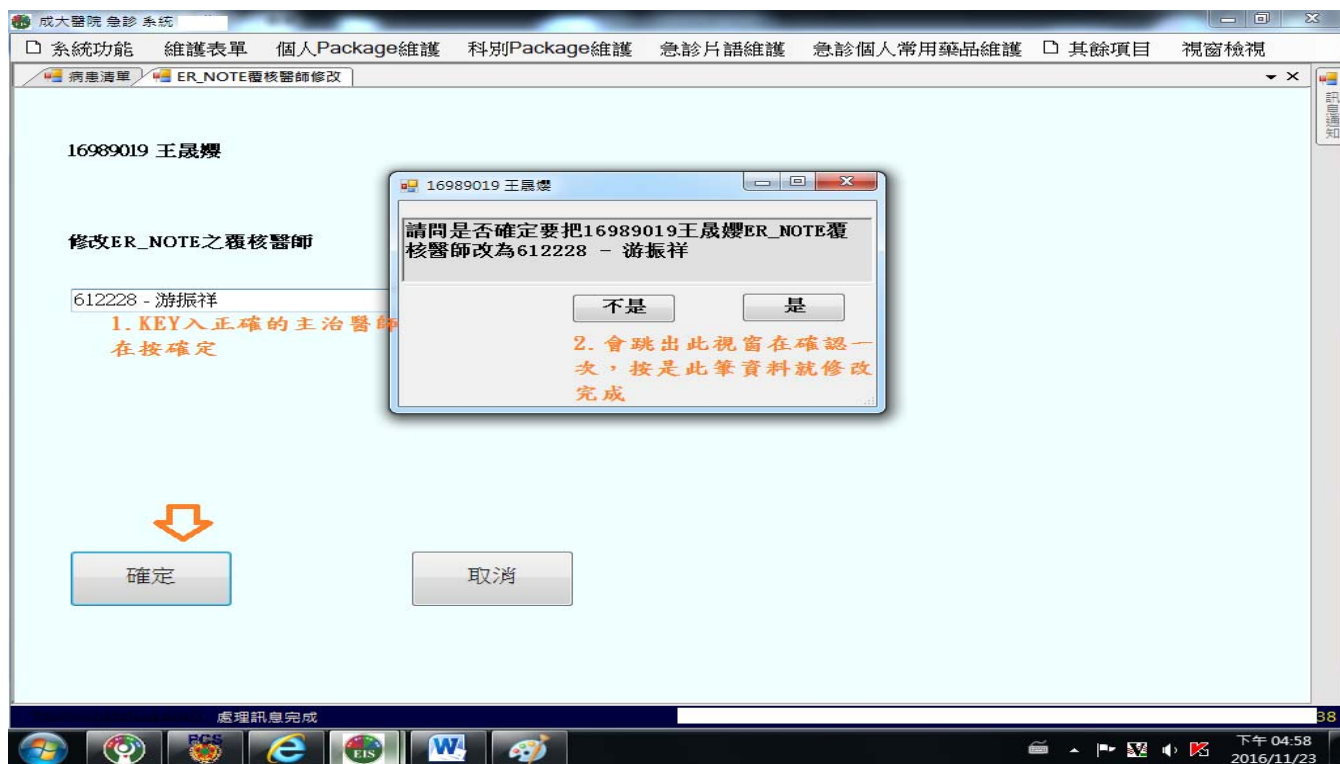 成大醫院 急診 系統
系統功能 維護表單 個人Package維護 科別Package維護 急診片語維護 急診個人常用藥品維護 其餘項目 視窗檢視
病患清單 ER_NOTE覆核醫師修改
訊息通知
16989019 王晟孆
16989019 王晟孆
請問是否確定要把16989019王晟孆ER_NOTE覆
核醫師改為612228 - 游振祥
修改ER_NOTE之覆核醫師
不是 是
612228 - 游振祥
1.KEY入正確的主治醫師
在按確定
2.會跳出此視窗在確認一
次，按是此筆資料就修改
完成
確定 取消
處理訊息完成
38
PCS
EIS
下午 04:58
2016/11/23